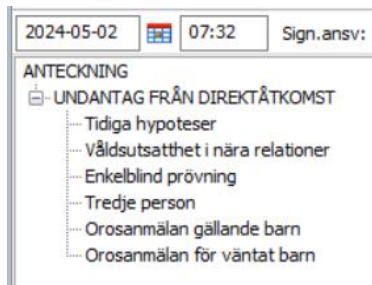 2024-05-02 07:32 Sign.ansv:
ANTECKNING
UNDANTAG FRÅN DIREKTÅTKOMST
Tidiga hypoteser
Våldsutsatthet i nära relationer
Enkelblind prövning
Tredje person
Orosanmälan gällande barn
Orosanmälan för väntat barn